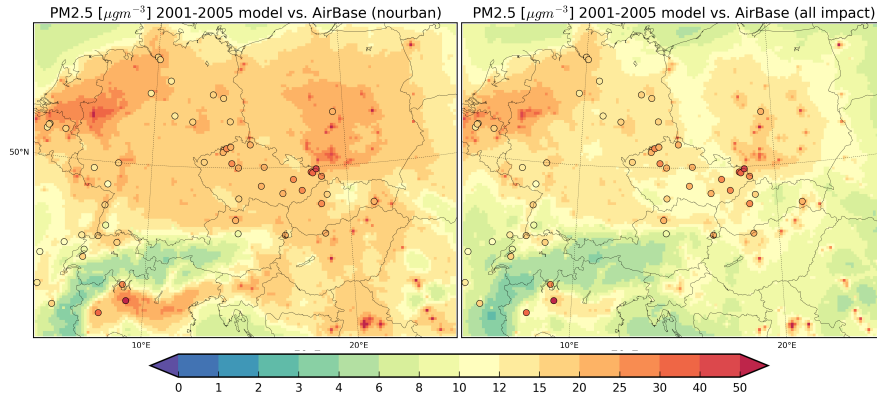 PM2.5 [μgm⁻³] 2001-2005 model vs. AirBase (nourban)
PM2.5 [μgm⁻³] 2001-2005 model vs. AirBase (all impact)
50°N
10°E 20°E 10°E 20°E
0 1 2 3 4 6 8 10 12 15 20 25 30 40 50